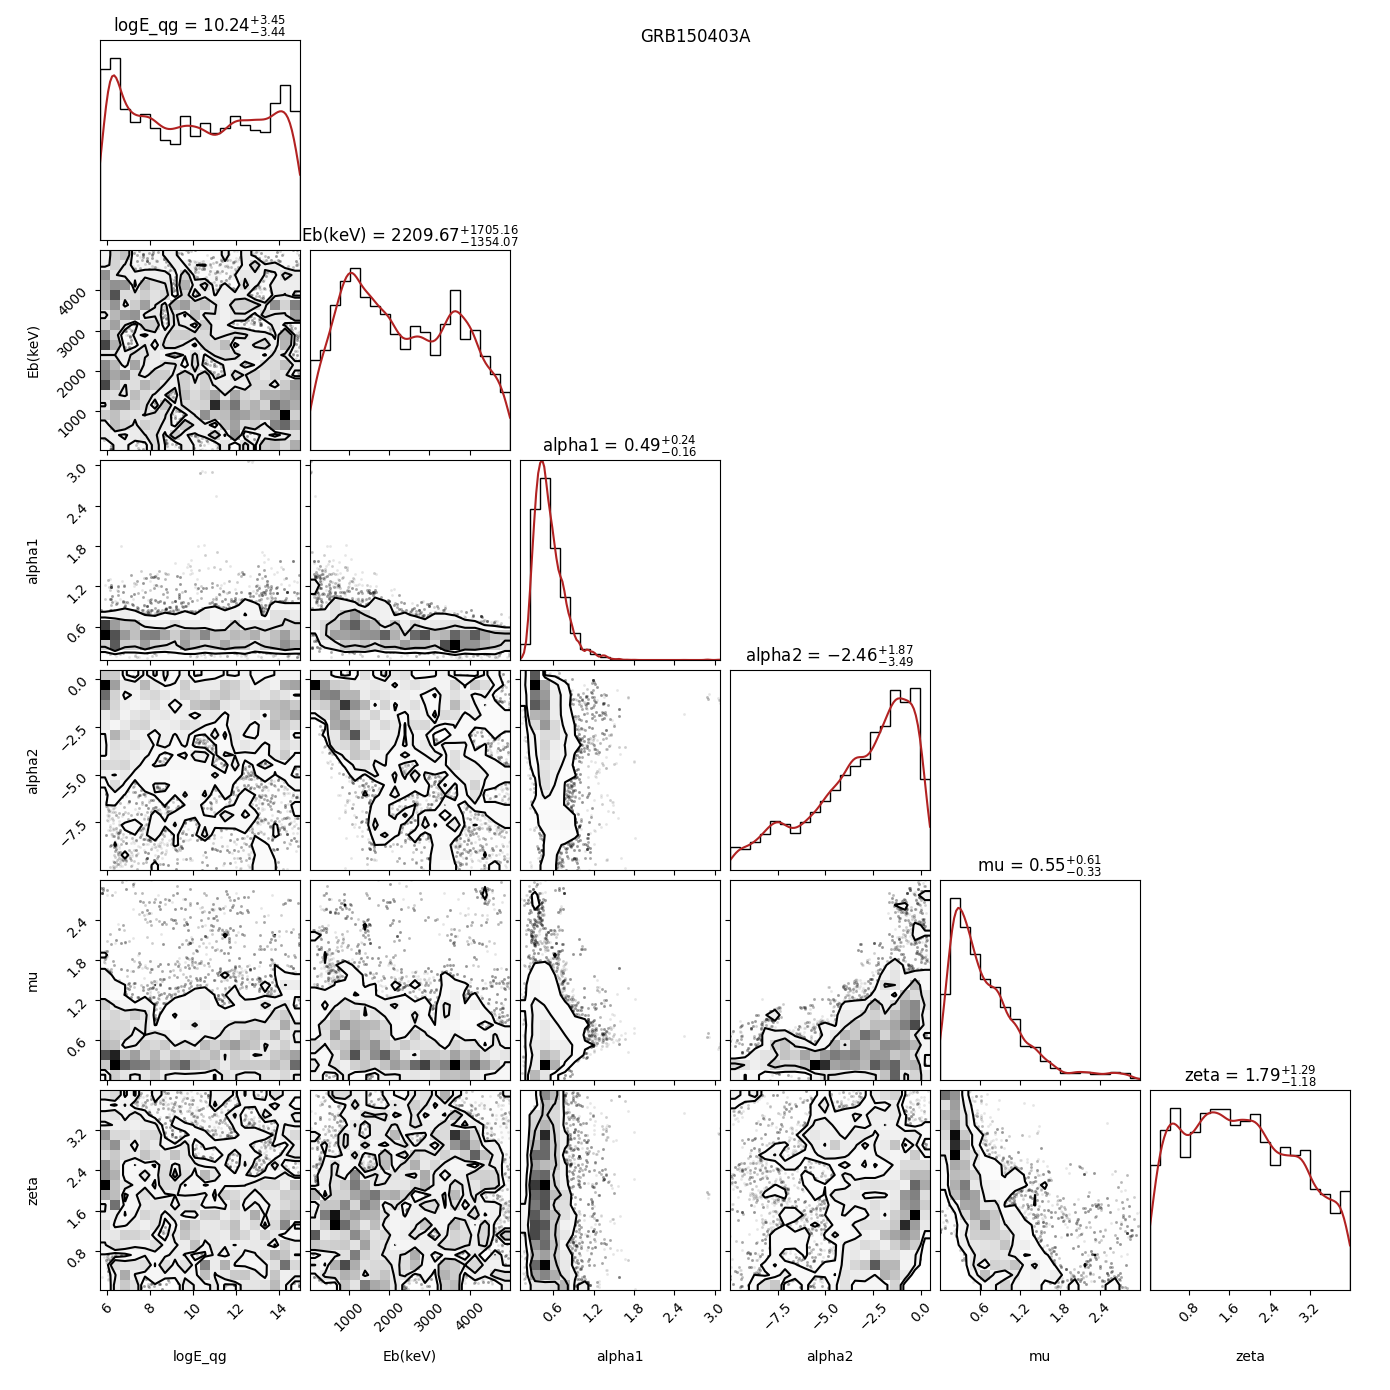 GRB150403A
logE_qg = 10.24+3.45−3.44
Eb(keV) = 2209.67+1705.16−1354.07
4000
3000
2000
1000
Eb(keV)
alpha1 = 0.49+0.24−0.16
3.0
2.4
1.8
1.2
0.6
alpha1
alpha2 = −2.46+1.87−3.49
0.0
−2.5
−5.0
−7.5
alpha2
mu = 0.55+0.61−0.33
2.4
1.8
1.2
0.6
mu
zeta = 1.79+1.29−1.18
3.2
2.4
1.6
0.8
zeta
6 8 10 12 14
1000 2000 3000 4000
0.6 1.2 1.8 2.4 3.0
−7.5 −5.0 −2.5 0.0
0.6 1.2 1.8 2.4
0.8 1.6 2.4 3.2
logE_qg Eb(keV) alpha1 alpha2 mu zeta